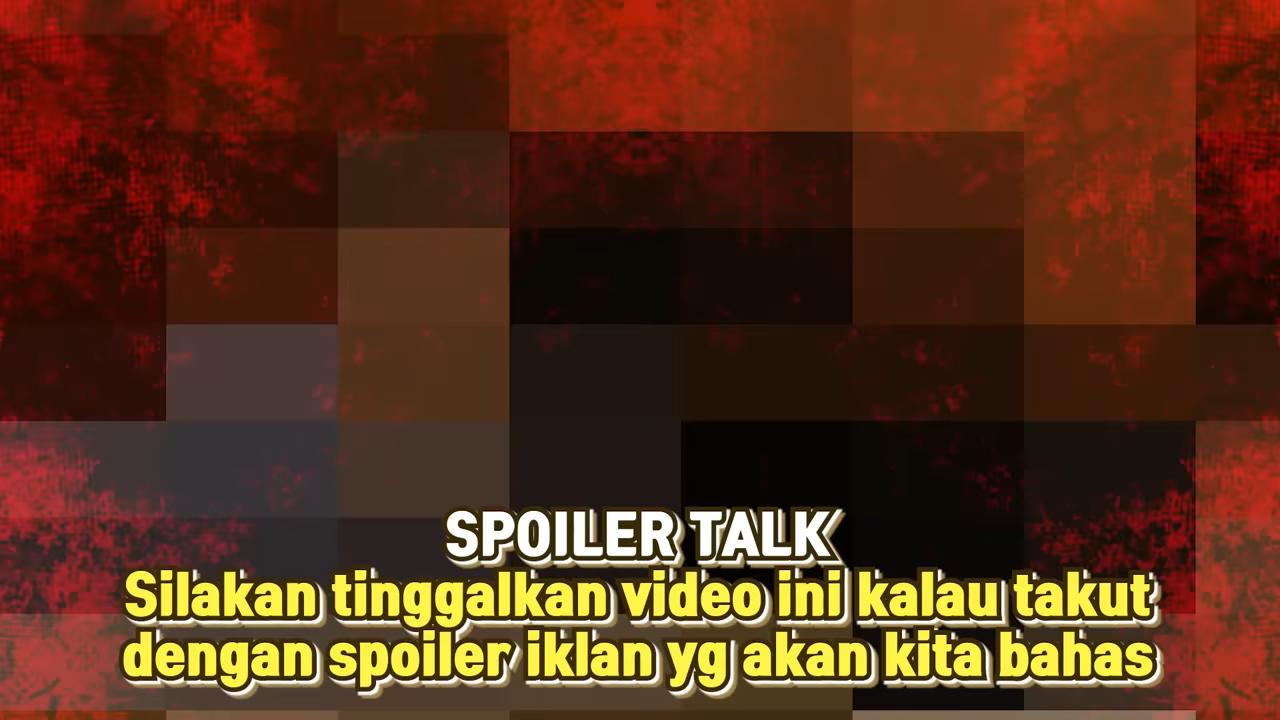 SPOILER TALK
Silakan tinggalkan video ini kalau takut
dengan spoiler iklan yg akan kita bahas